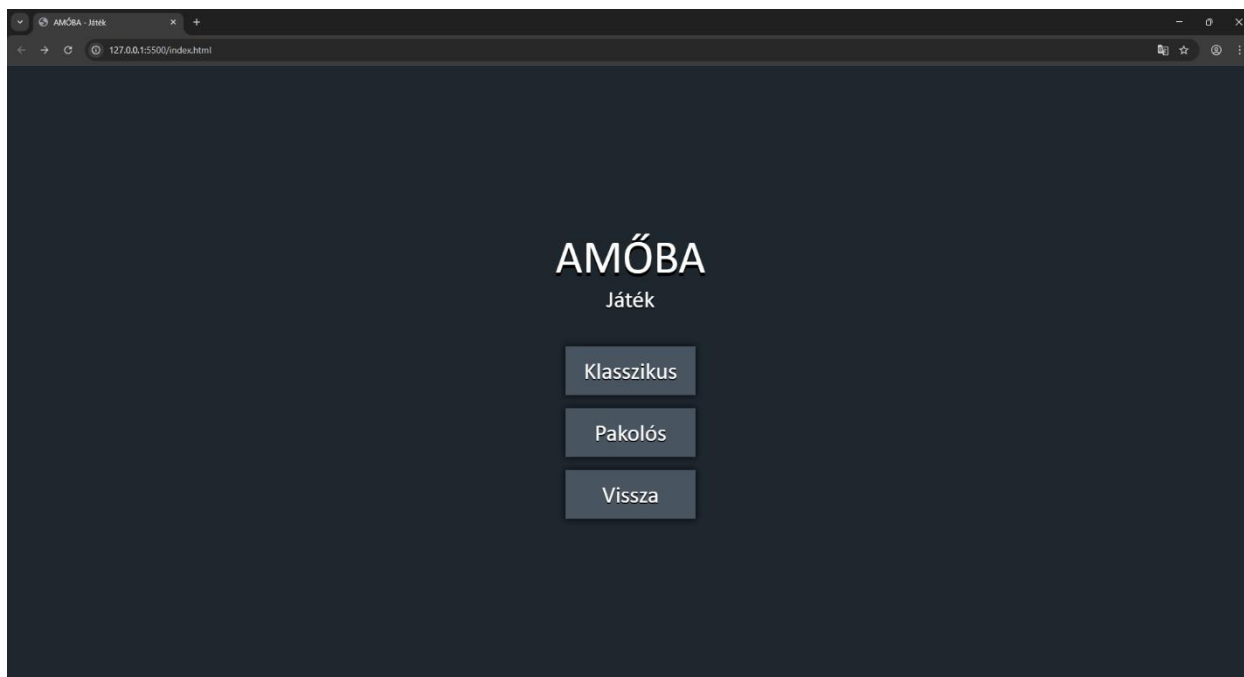 AMŐBA - Játék
127.0.0.1:5500/index.html
AMŐBA
Játék
Klasszikus
Pakolós
Vissza